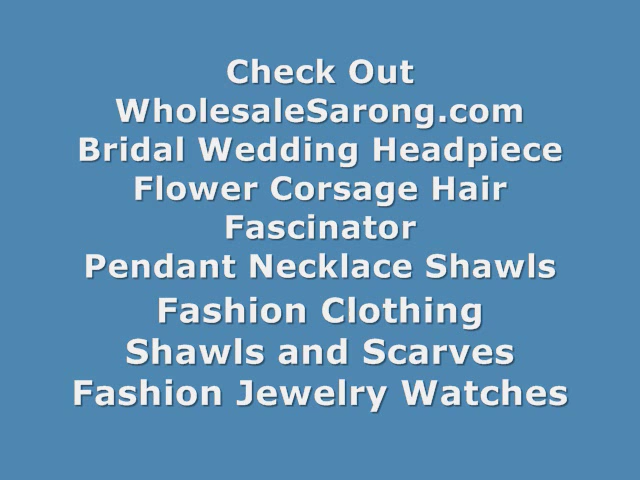 Check Out
WholesaleSarong.com
Bridal Wedding Headpiece
Flower Corsage Hair
Fascinator
Pendant Necklace Shawls
Fashion Clothing
Shawls and Scarves
Fashion Jewelry Watches